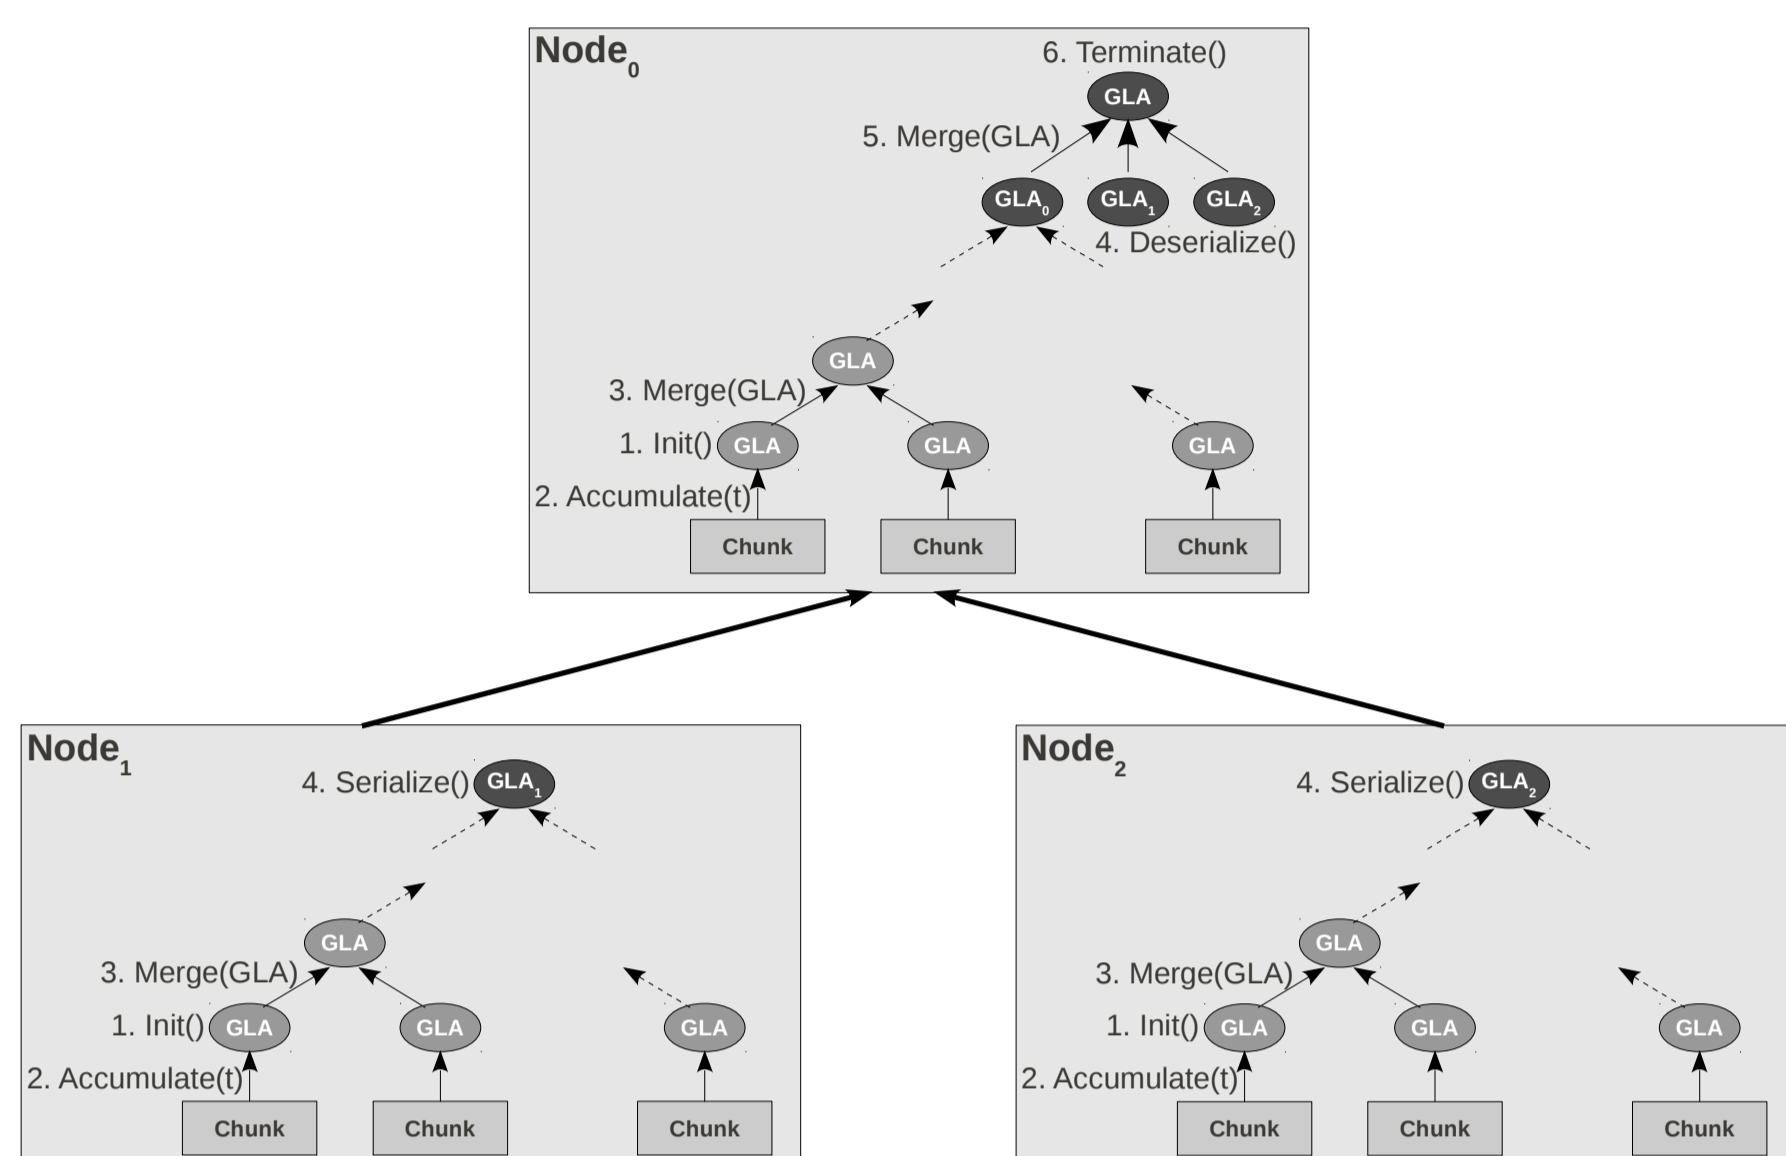 Node0
6. Terminate()
GLA
5. Merge(GLA)
GLA0 GLA1 GLA2
4. Deserialize()
GLA
3. Merge(GLA)
1. Init() GLA GLA GLA
2. Accumulate(t)
Chunk Chunk Chunk
Node1
4. Serialize() GLA1
GLA
3. Merge(GLA)
1. Init() GLA GLA GLA
2. Accumulate(t)
Chunk Chunk Chunk
Node2
4. Serialize() GLA2
GLA
3. Merge(GLA)
1. Init() GLA GLA GLA
2. Accumulate(t)
Chunk Chunk Chunk